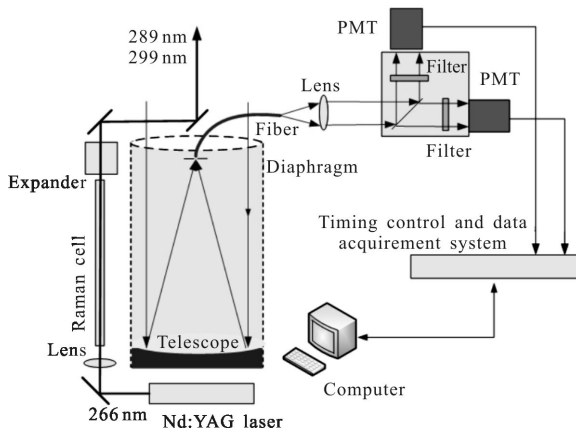 289 nm
299 nm
PMT
Filter
PMT
Lens
Fiber
Filter
Diaphragm
Expander
Timing control and data
acquirement system
Raman cell
Telescope
Lens
Computer
266 nm
Nd:YAG laser